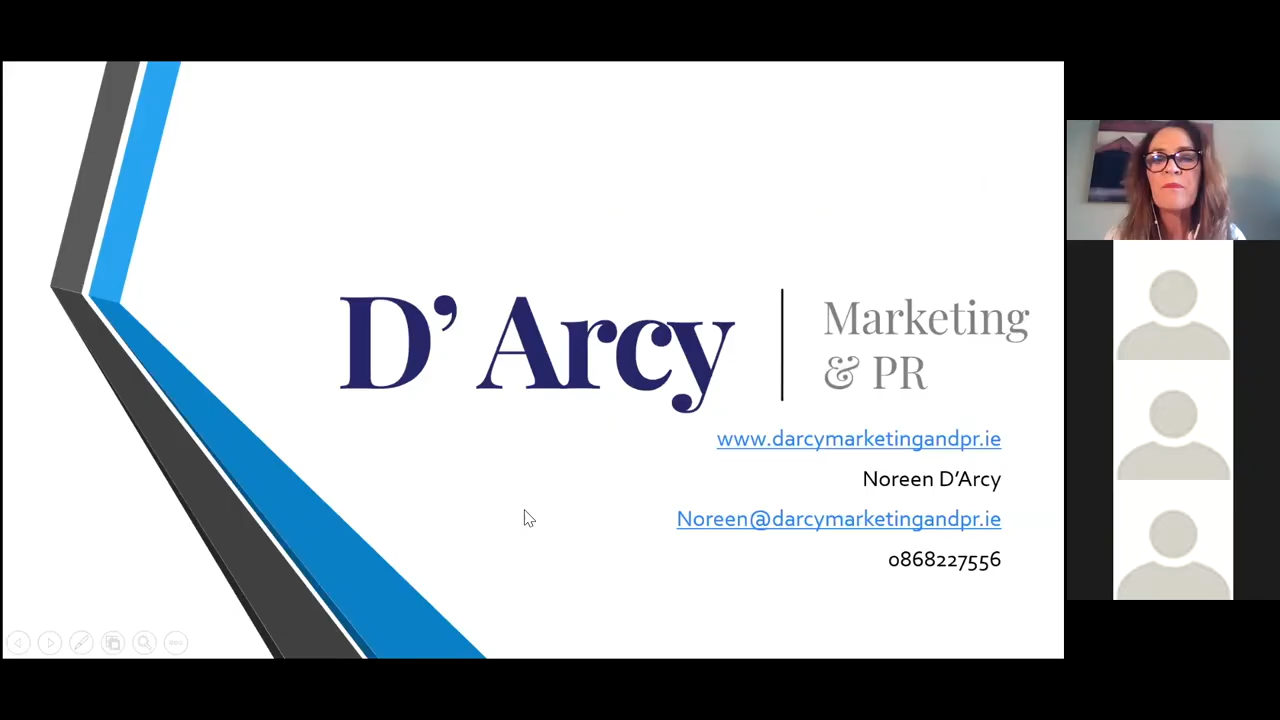 D’ Arcy
Marketing
& PR
www.darcymarketingandpr.ie
Noreen D’Arcy
Noreen@darcymarketingandpr.ie
0868227556